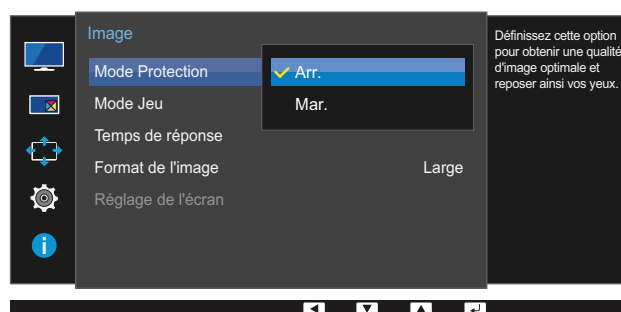 Image
Mode Protection
Arr.
Mode Jeu
Mar.
Temps de réponse
Format de l'image
Large
Réglage de l'écran
Définissez cette option
pour obtenir une qualité
d'image optimale et
reposer ainsi vos yeux.
i